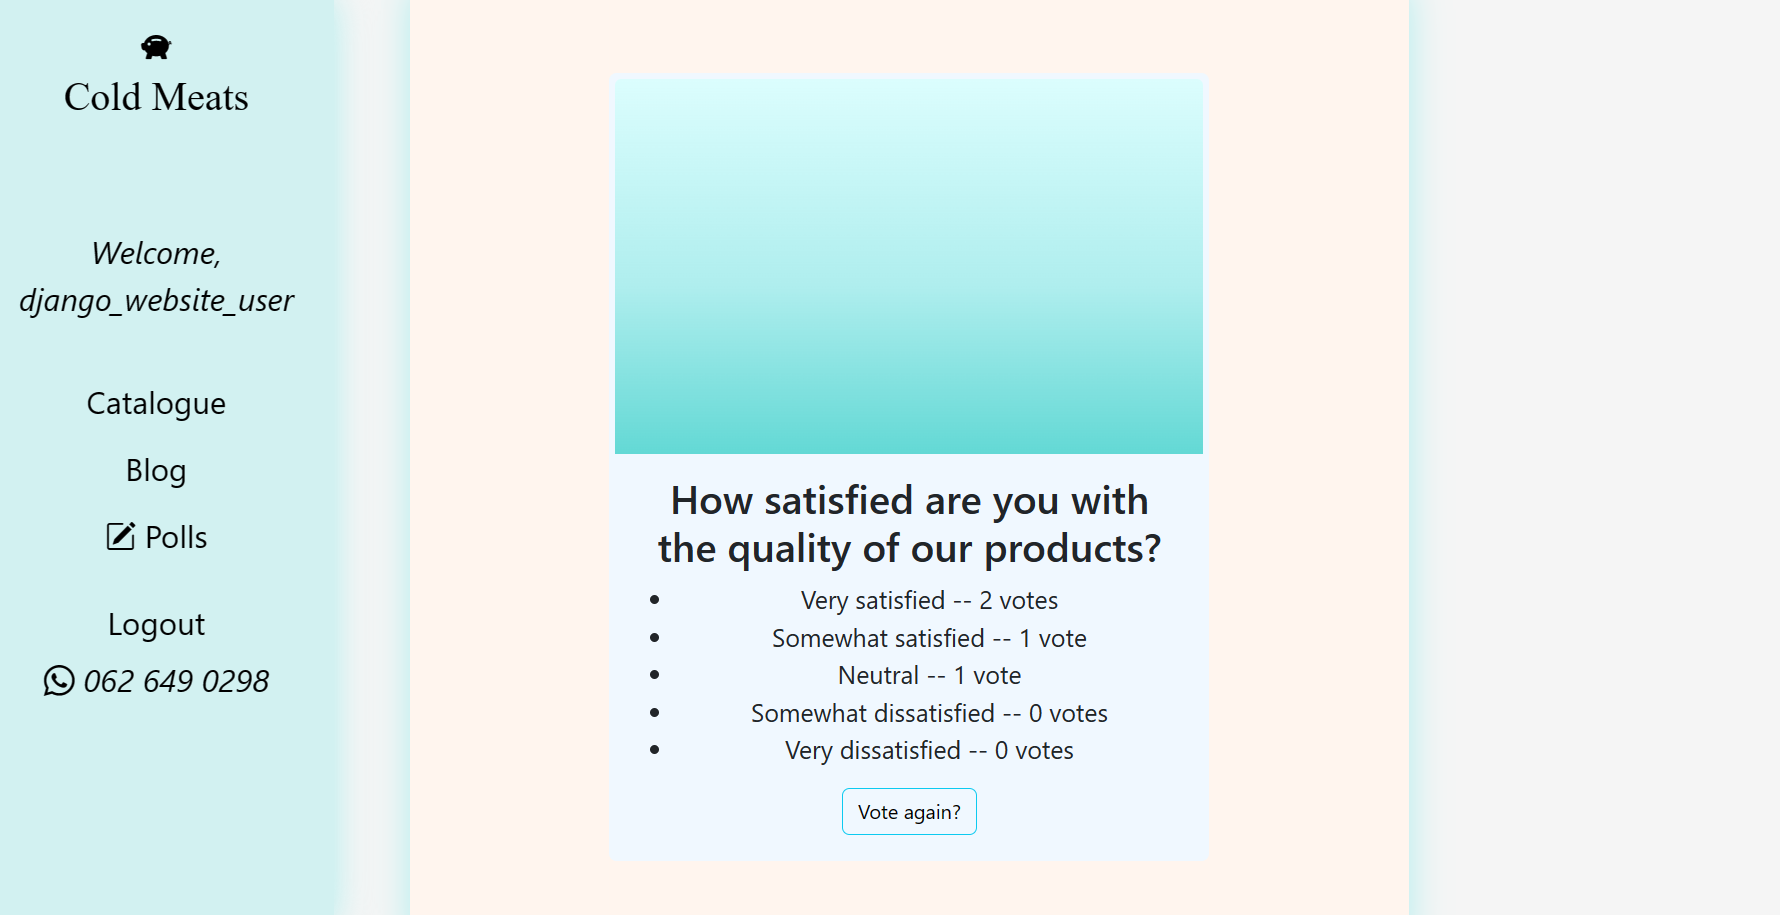 Cold Meats
Welcome,
django_website_user
Catalogue
Blog
Polls
Logout
062 649 0298
How satisfied are you with
the quality of our products?
Very satisfied -- 2 votes
Somewhat satisfied -- 1 vote
Neutral -- 1 vote
Somewhat dissatisfied -- 0 votes
Very dissatisfied -- 0 votes
Vote again?